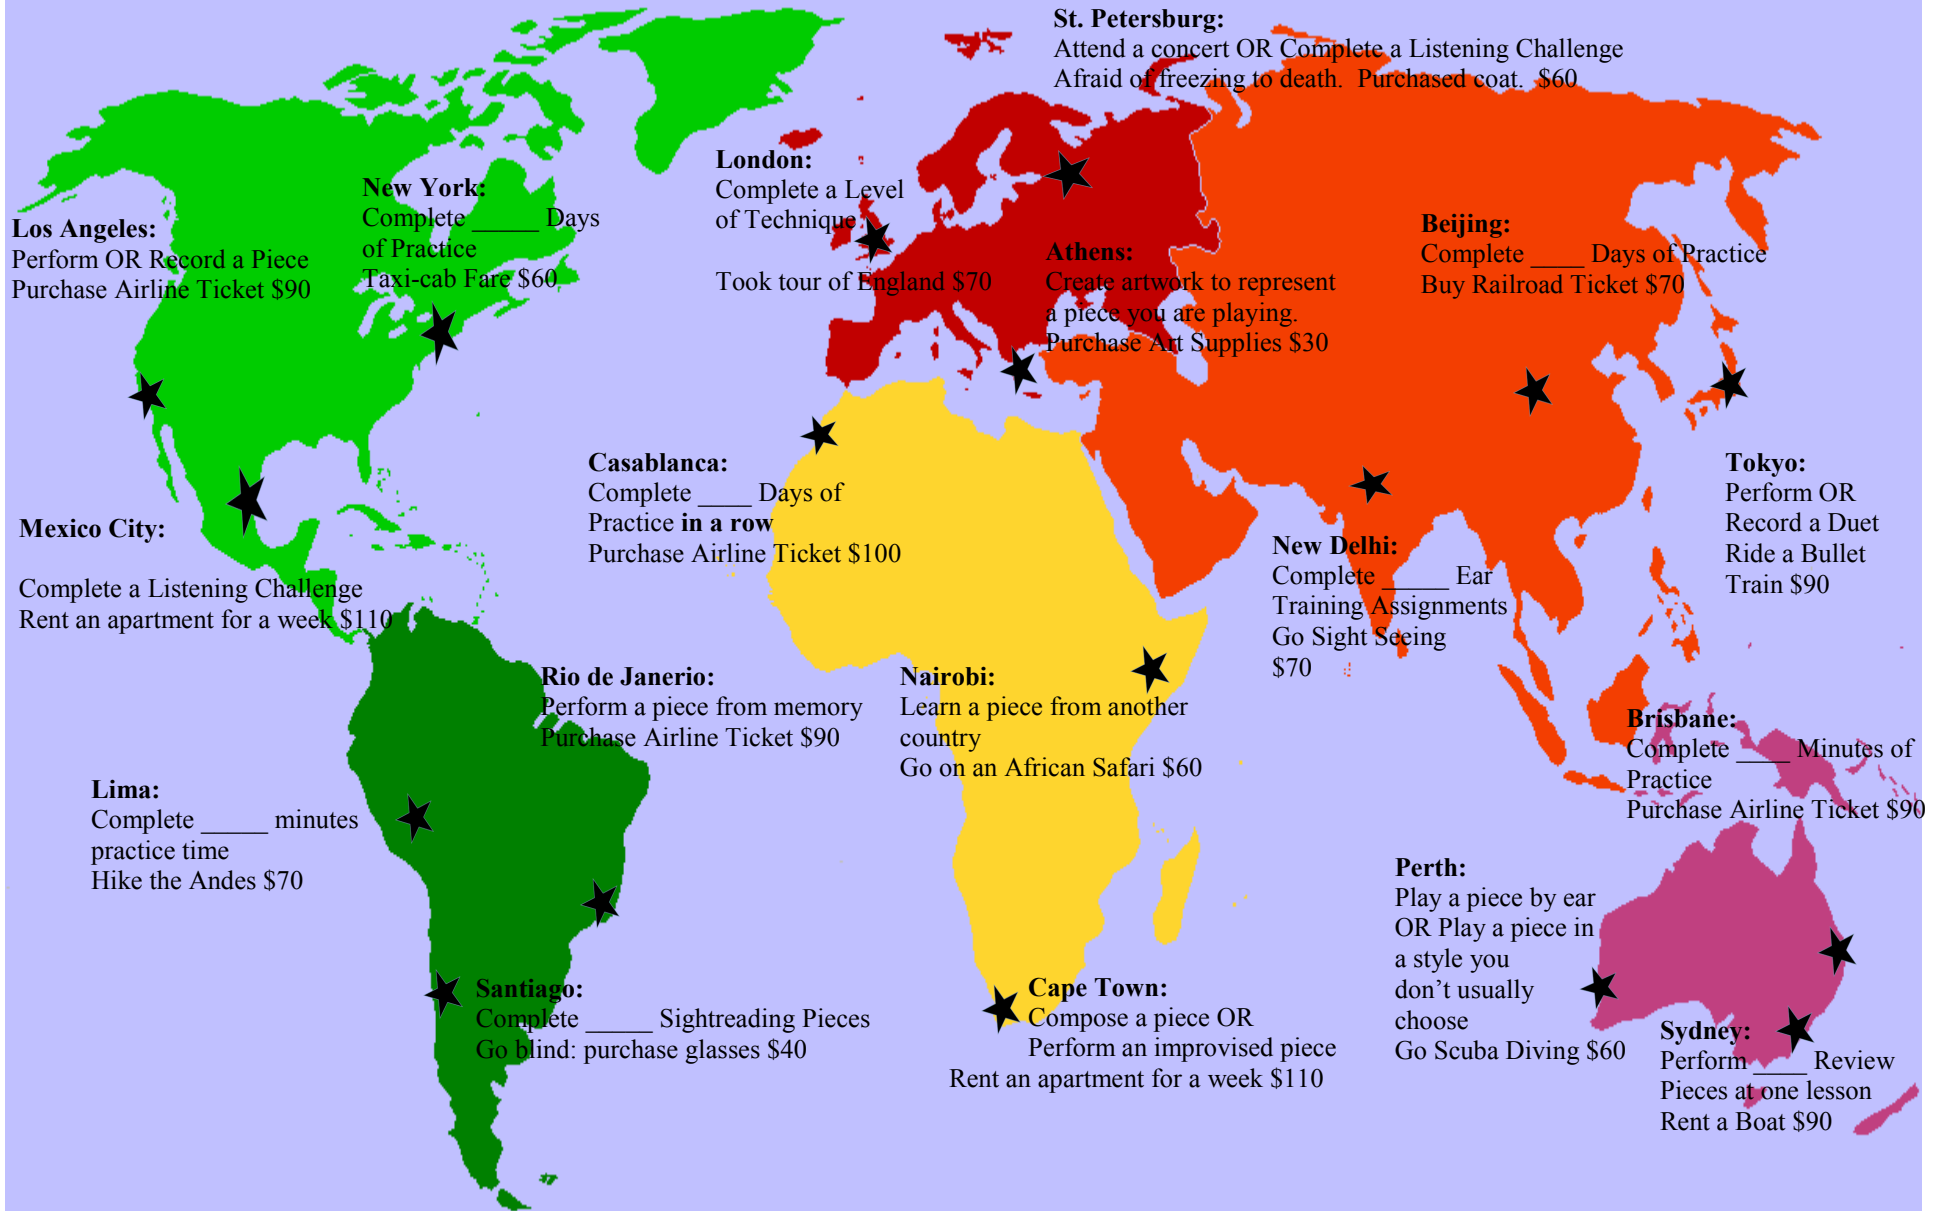 St. Petersburg:
Attend a concert OR Complete a Listening Challenge
Afraid of freezing to death.  Purchased coat.  $60
London:
Complete a Level
of Technique
Took tour of England $70
New York:
Complete _____ Days
of Practice
Taxi-cab Fare $60
Los Angeles:
Perform OR Record a Piece
Purchase Airline Ticket $90
Athens:
Create artwork to represent
a piece you are playing.
Purchase Art Supplies $30
Beijing:
Complete ____ Days of Practice
Buy Railroad Ticket $70
Casablanca:
Complete ____ Days of
Practice in a row
Purchase Airline Ticket $100
Tokyo:
Perform OR
Record a Duet
Ride a Bullet
Train $90
Mexico City:
Complete a Listening Challenge
Rent an apartment for a week $110
New Delhi:
Complete _____ Ear
Training Assignments
Go Sight Seeing
$70
Rio de Janerio:
Perform a piece from memory
Purchase Airline Ticket $90
Nairobi:
Learn a piece from another
country
Go on an African Safari $60
Brisbane:
Complete ____ Minutes of
Practice
Purchase Airline Ticket $90
Lima:
Complete _____ minutes
practice time
Hike the Andes $70
Perth:
Play a piece by ear
OR Play a piece in
a style you
don’t usually
choose
Go Scuba Diving $60
Santiago:
Complete _____ Sightreading Pieces
Go blind: purchase glasses $40
Cape Town:
Compose a piece OR
Perform an improvised piece
Rent an apartment for a week $110
Sydney:
Perform ____ Review
Pieces at one lesson
Rent a Boat $90